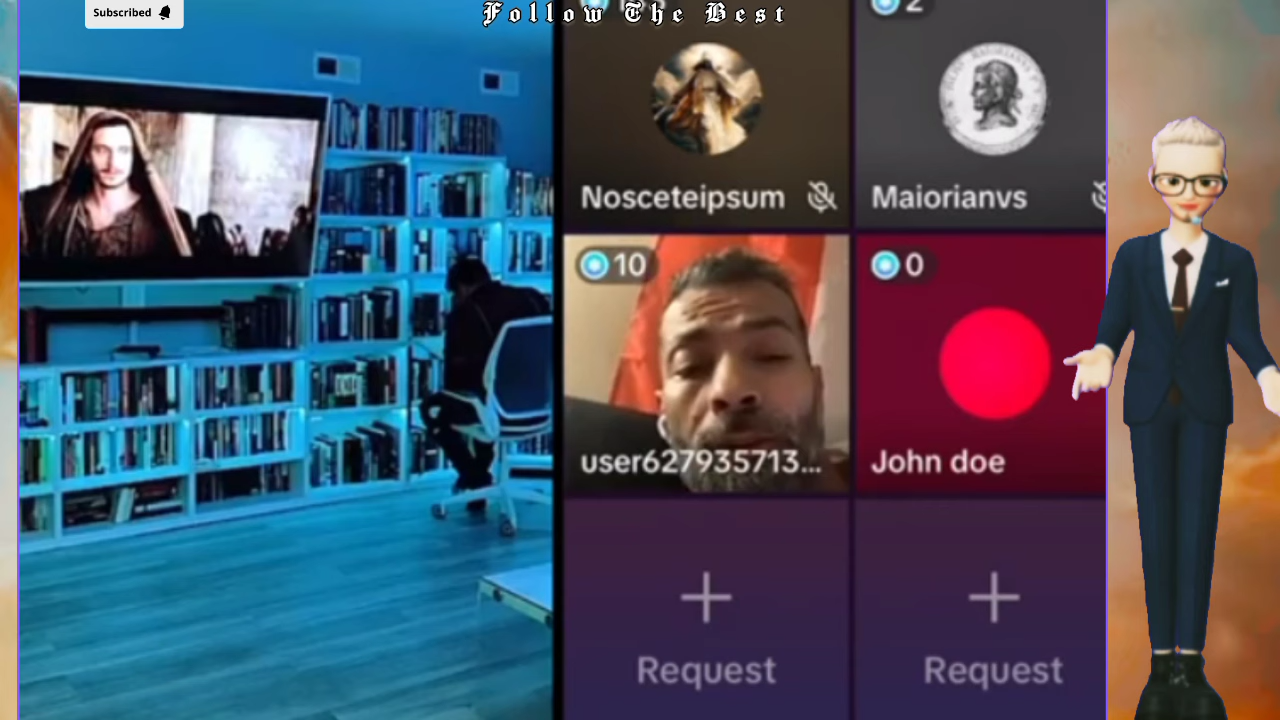 Subscribed
Follow The Best
2
Nosceteipsum
Maiorianvs
10
0
user627935713...
John doe
Request
Request